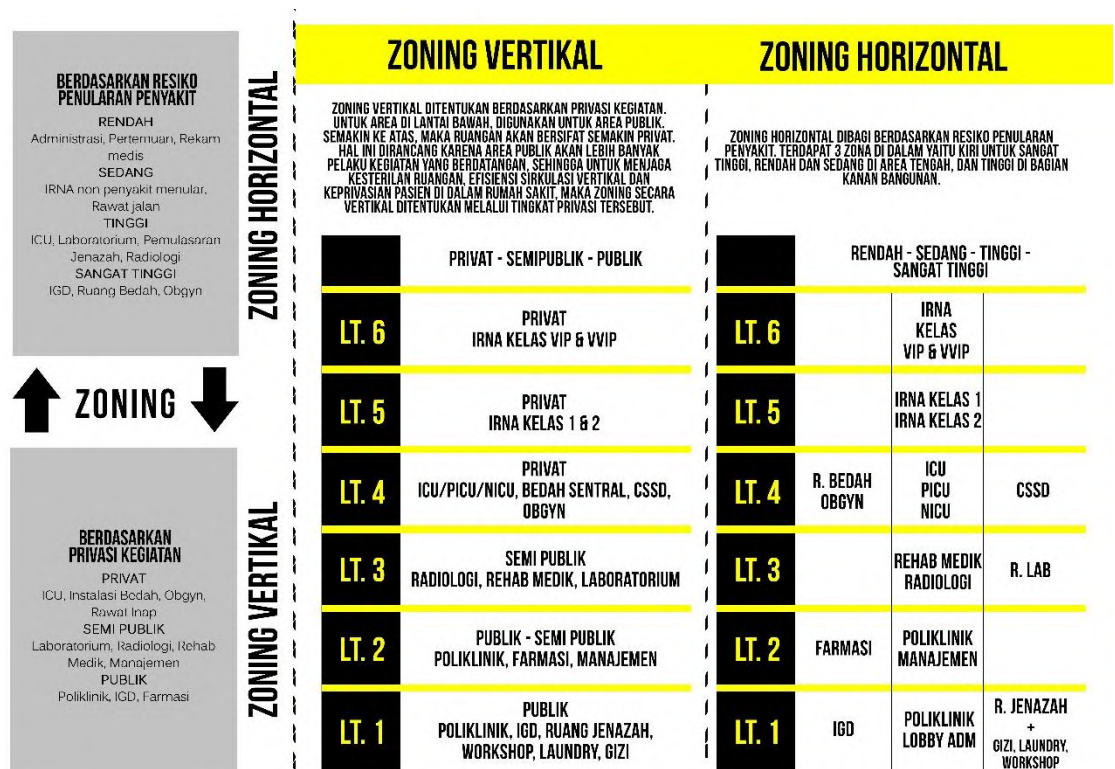 BERDASARKAN RESIKO
PENULARAN PENYAKIT
RENDAH
Administrasi, Pertemuan, Rekam
medis
SEDANG
IRNA non penyakit menular,
Rawat jalan
TINGGI
ICU, Laboratorium, Pemulasaran
Jenazah, Radiologi
SANGAT TINGGI
IGD, Ruang Bedah, Obgyn
ZONING HORIZONTAL
ZONING
BERDASARKAN
PRIVASI KEGIATAN
PRIVAT
ICU, Instalasi Bedah, Obgyn,
Rawat Inap
SEMI PUBLIK
Laboratorium, Radiologi, Rehab
Medik, Manajemen
PUBLIK
Poliklinik, IGD, Farmasi
ZONING VERTIKAL
ZONING VERTIKAL
ZONING VERTIKAL DITENTUKAN BERDASARKAN PRIVASI KEGIATAN.
UNTUK AREA DI LANTAI BAWAH, DIGUNAKAN UNTUK AREA PUBLIK.
SEMAKIN KE ATAS, MAKA RUANGAN AKAN BERSIFAT SEMAKIN PRIVAT.
HAL INI DIRANCANG KARENA AREA PUBLIK AKAN LEBIH BANYAK
PELAKU KEGIATAN YANG BERDATANGAN, SEHINGGA UNTUK MENJAGA
KESTERILAN RUANGAN, EFISIENSI SIRKULASI VERTIKAL DAN
KEPRIVASIAN PASIEN DI DALAM RUMAH SAKIT, MAKA ZONING SECARA
VERTIKAL DITENTUKAN MELALUI TINGKAT PRIVASI TERSEBUT.
PRIVAT - SEMIPUBLIK - PUBLIK
LT. 6
PRIVAT
IRNA KELAS VIP & VVIP
LT. 5
PRIVAT
IRNA KELAS 1 & 2
LT. 4
PRIVAT
ICU/PICU/NICU, BEDAH SENTRAL, CSSD,
OBGYN
LT. 3
SEMI PUBLIK
RADIOLOGI, REHAB MEDIK, LABORATORIUM
LT. 2
PUBLIK - SEMI PUBLIK
POLIKLINIK, FARMASI, MANAJEMEN
LT. 1
PUBLIK
POLIKLINIK, IGD, RUANG JENAZAH,
WORKSHOP, LAUNDRY, GIZI
ZONING HORIZONTAL
ZONING HORIZONTAL DIBAGI BERDASARKAN RESIKO PENULARAN
PENYAKIT. TERDAPAT 3 ZONA DI DALAM YAITU KIRI UNTUK SANGAT
TINGGI, RENDAH DAN SEDANG DI AREA TENGAH, DAN TINGGI DI BAGIAN
KANAN BANGUNAN.
RENDAH - SEDANG - TINGGI -
SANGAT TINGGI
LT. 6
IRNA
KELAS
VIP & VVIP
LT. 5
IRNA KELAS 1
IRNA KELAS 2
LT. 4
R. BEDAH
OBGYN
ICU
PICU
NICU
CSSD
LT. 3
REHAB MEDIK
RADIOLOGI
R. LAB
LT. 2
FARMASI
POLIKLINIK
MANAJEMEN
LT. 1
IGD
POLIKLINIK
LOBBY ADM
R. JENAZAH
+
GIZI, LAUNDRY,
WORKSHOP